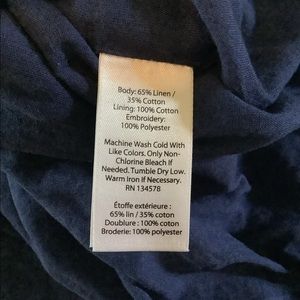 Body: 65% Linen /
35% Cotton
Lining: 100% Cotton
Embroidery:
100% Polyester
Machine Wash Cold With
Like Colors. Only Non-
Chlorine Bleach If
Needed. Tumble Dry Low.
Warm Iron If Necessary.
RN 134578
Étoffe extérieure :
65% lin / 35% coton
Doublure : 100% coton
Broderie: 100% polyester